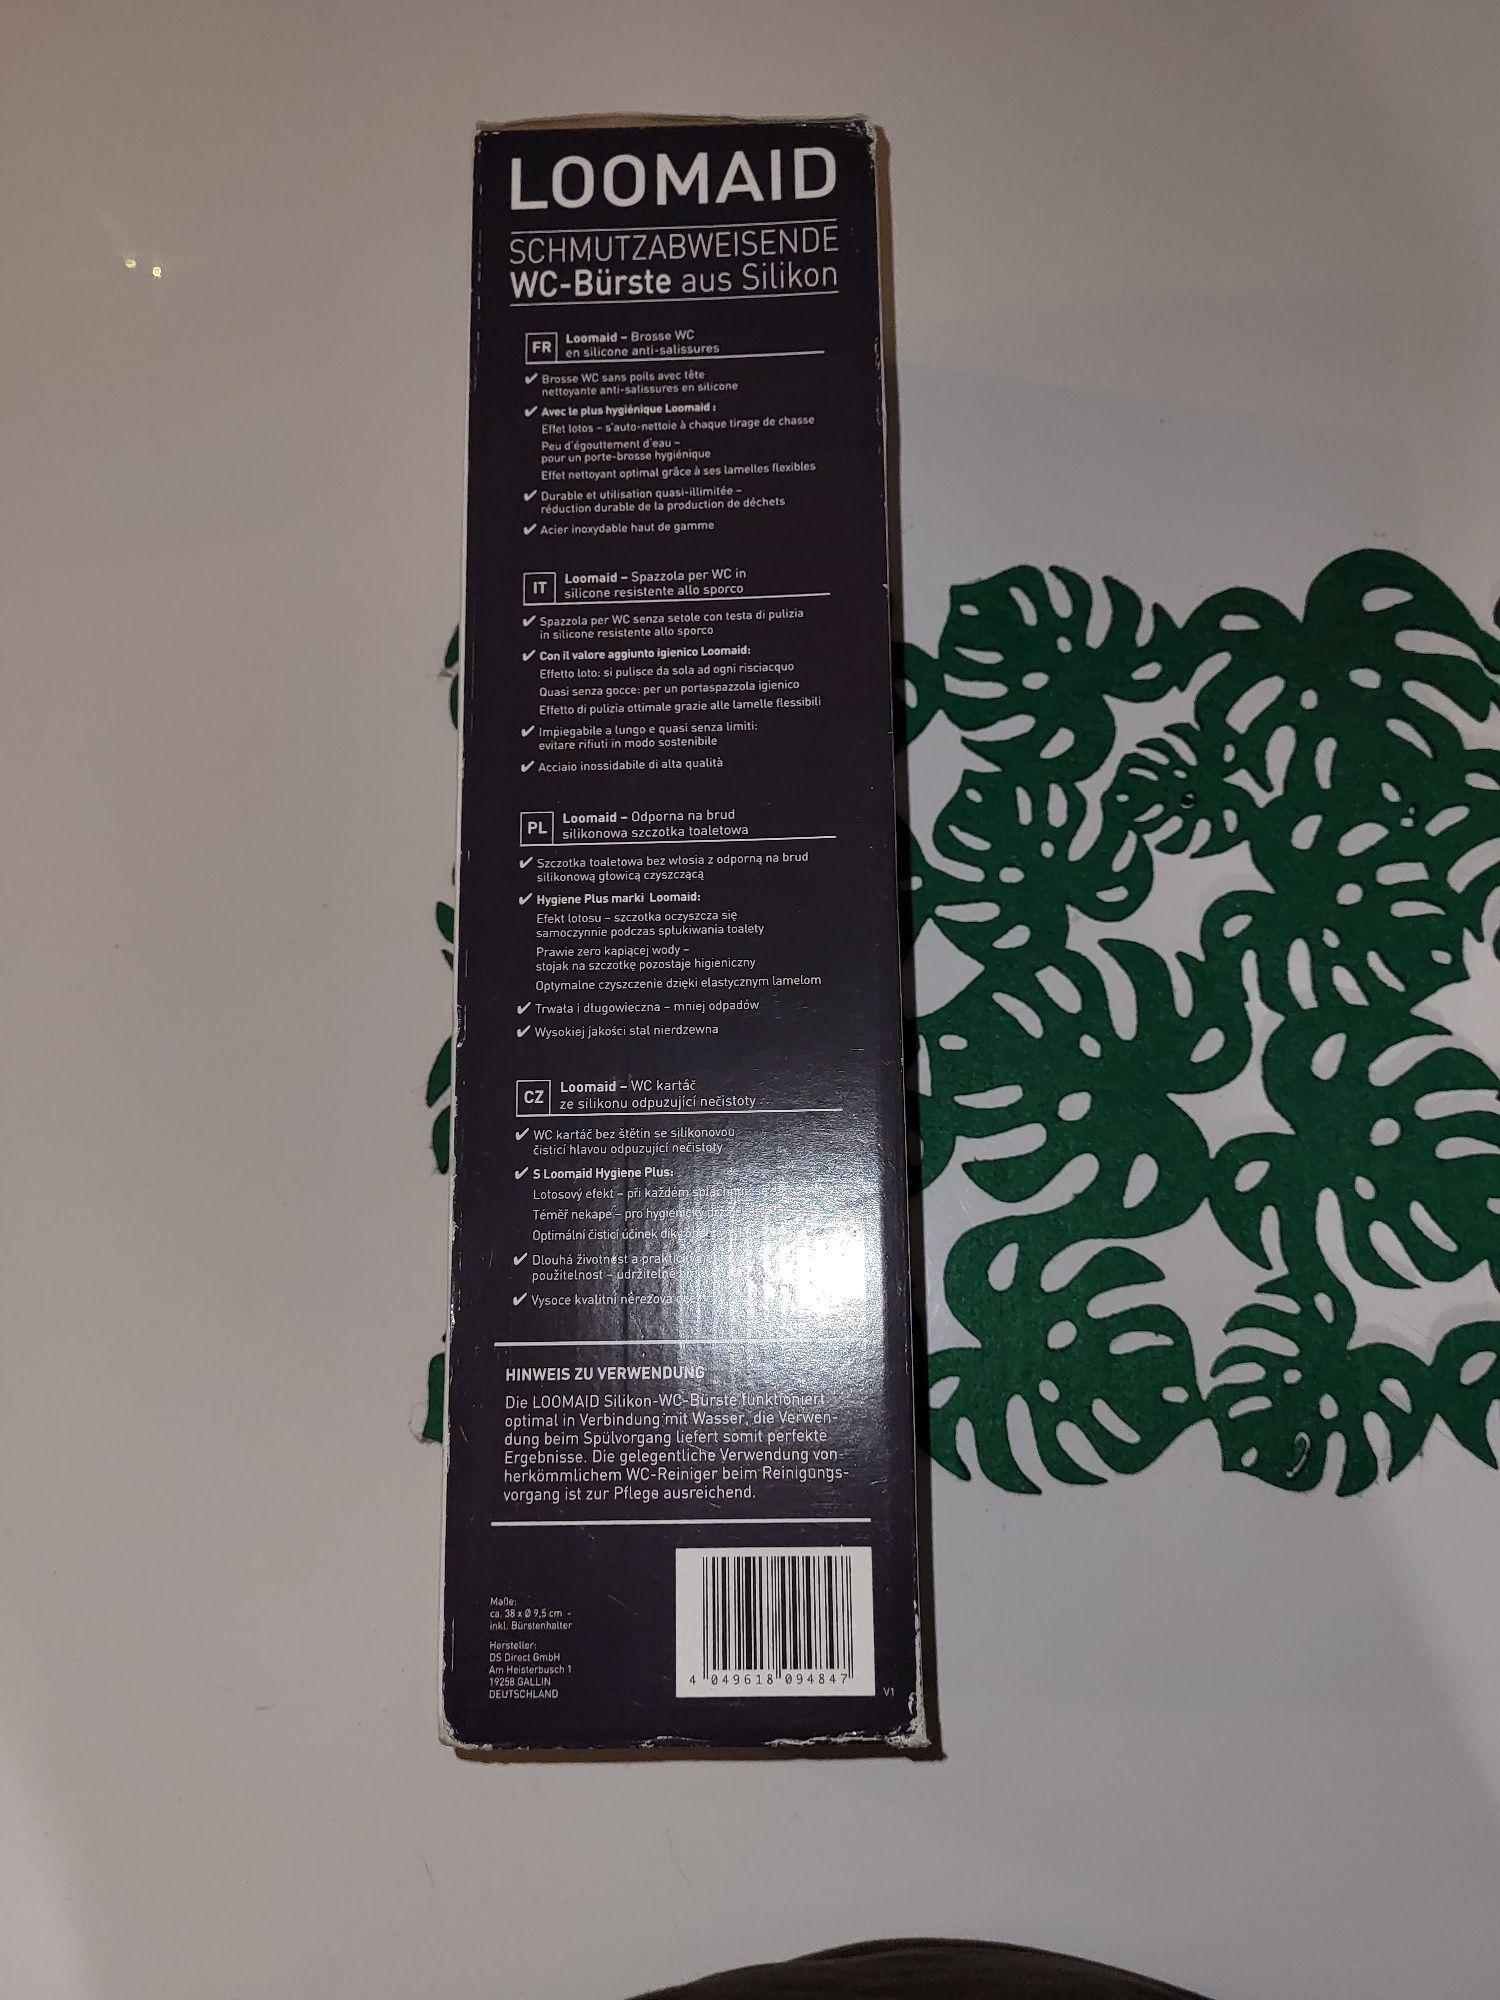 LOOMAID
SCHMUTZABWEISENDE
WC-Bürste aus Silikon
FR
Loomaid – Brosse WC
en silicone anti-salissures
✔ Brosse WC sans poils avec tête
nettoyante anti-salissures en silicone
✔ Avec le plus hygiénique Loomaid :
Effet lotos – s'auto-nettoie à chaque tirage de chasse
Peu d'égouttement d'eau –
pour un porte-brosse hygiénique
Effet nettoyant optimal grâce à ses lamelles flexibles
✔ Durable et utilisation quasi-illimitée –
réduction durable de la production de déchets
✔ Acier inoxydable haut de gamme
IT
Loomaid – Spazzola per WC in
silicone resistente allo sporco
✔ Spazzola per WC senza setole con testa di pulizia
in silicone resistente allo sporco
✔ Con il valore aggiunto igienico Loomaid:
Effetto loto: si pulisce da sola ad ogni risciacquo
Quasi senza gocce: per un portaspazzola igienico
Effetto di pulizia ottimale grazie alle lamelle flessibili
✔ Impiegabile a lungo e quasi senza limiti:
evitare rifiuti in modo sostenibile
✔ Acciaio inossidabile di alta qualità
PL
Loomaid – Odporna na brud
silikonowa szczotka toaletowa
✔ Szczotka toaletowa bez włosia z odporną na brud
silikonową głowicą czyszczącą
✔ Hygiene Plus marki Loomaid:
Efekt lotosu – szczotka oczyszcza się
samoczynnie podczas spłukiwania toalety
Prawie zero kapiącej wody –
stojak na szczotkę pozostaje higieniczny
Optymalne czyszczenie dzięki elastycznym lamelom
✔ Trwała i długowieczna – mniej odpadów
✔ Wysokiej jakości stal nierdzewna
CZ
Loomaid – WC kartáč
ze silikonu odpuzující nečistoty
✔ WC kartáč bez štětin se silikonovou
čisticí hlavou odpuzující nečistoty
✔ S Loomaid Hygiene Plus:
Lotosový efekt – při každém
Téměř nekape – pro
Optimální čisticí účinek
✔ Dlouhá životnost a
použitelnost –
✔ Vysoce kvalitní nerezová
HINWEIS ZU VERWENDUNG
Die LOOMAID Silikon-WC-Bürste funktioniert
optimal in Verbindung mit Wasser, die Verwen-
dung beim Spülvorgang liefert somit perfekte
Ergebnisse. Die gelegentliche Verwendung von
herkömmlichem WC-Reiniger beim Reinigungs-
vorgang ist zur Pflege ausreichend.
Maße:
ca. 38 x Ø 9,5 cm -
inkl. Bürstenhalter
Hersteller:
DS Direct GmbH
Am Heisterbusch 1
19258 GALLIN
DEUTSCHLAND
4 049618 094847
V1